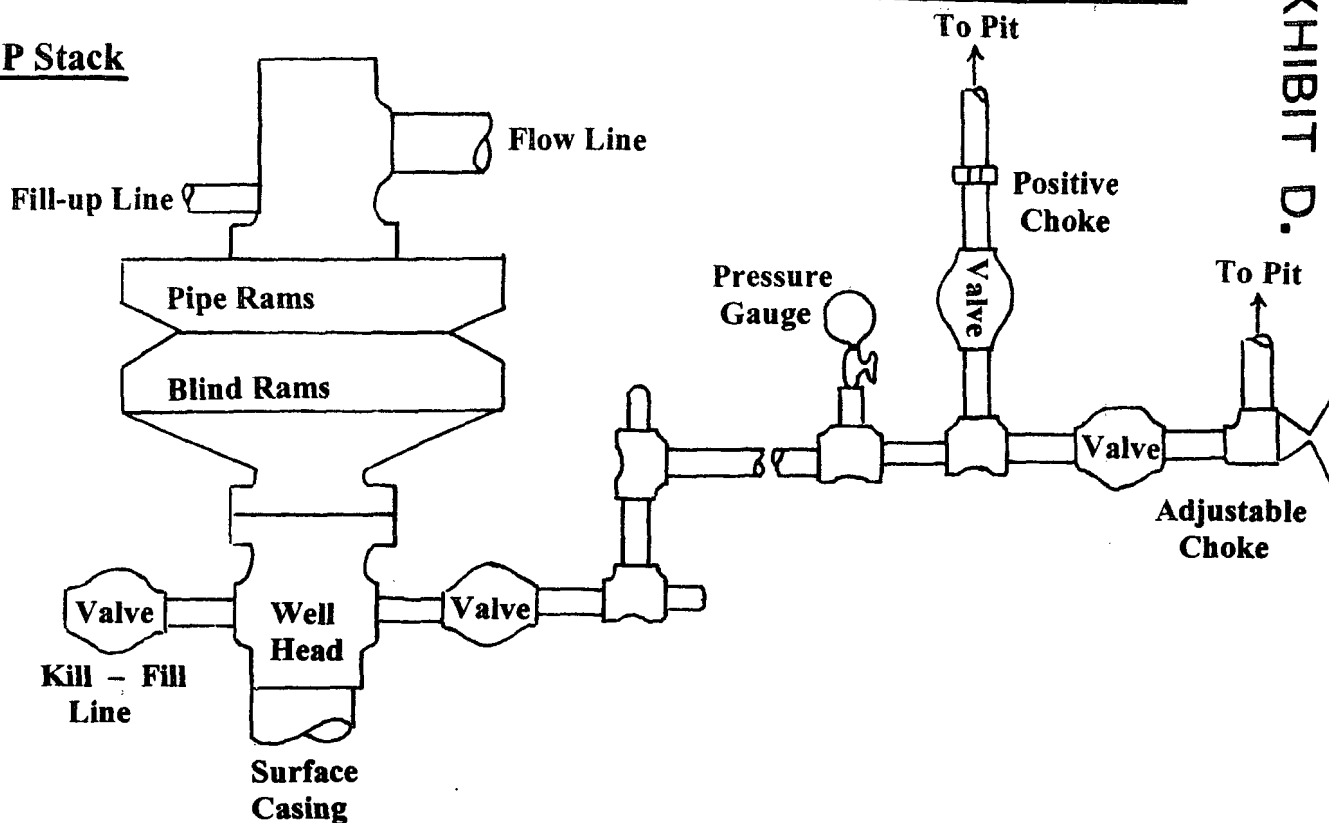 P Stack
To Pit
KHIBIT D.
Flow Line
Fill-up Line
Positive
Choke
Valve
Pressure
Gauge
To Pit
Pipe Rams
Blind Rams
Valve
Adjustable
Choke
Valve
Well
Head
Valve
Kill – Fill
Line
Surface
Casing